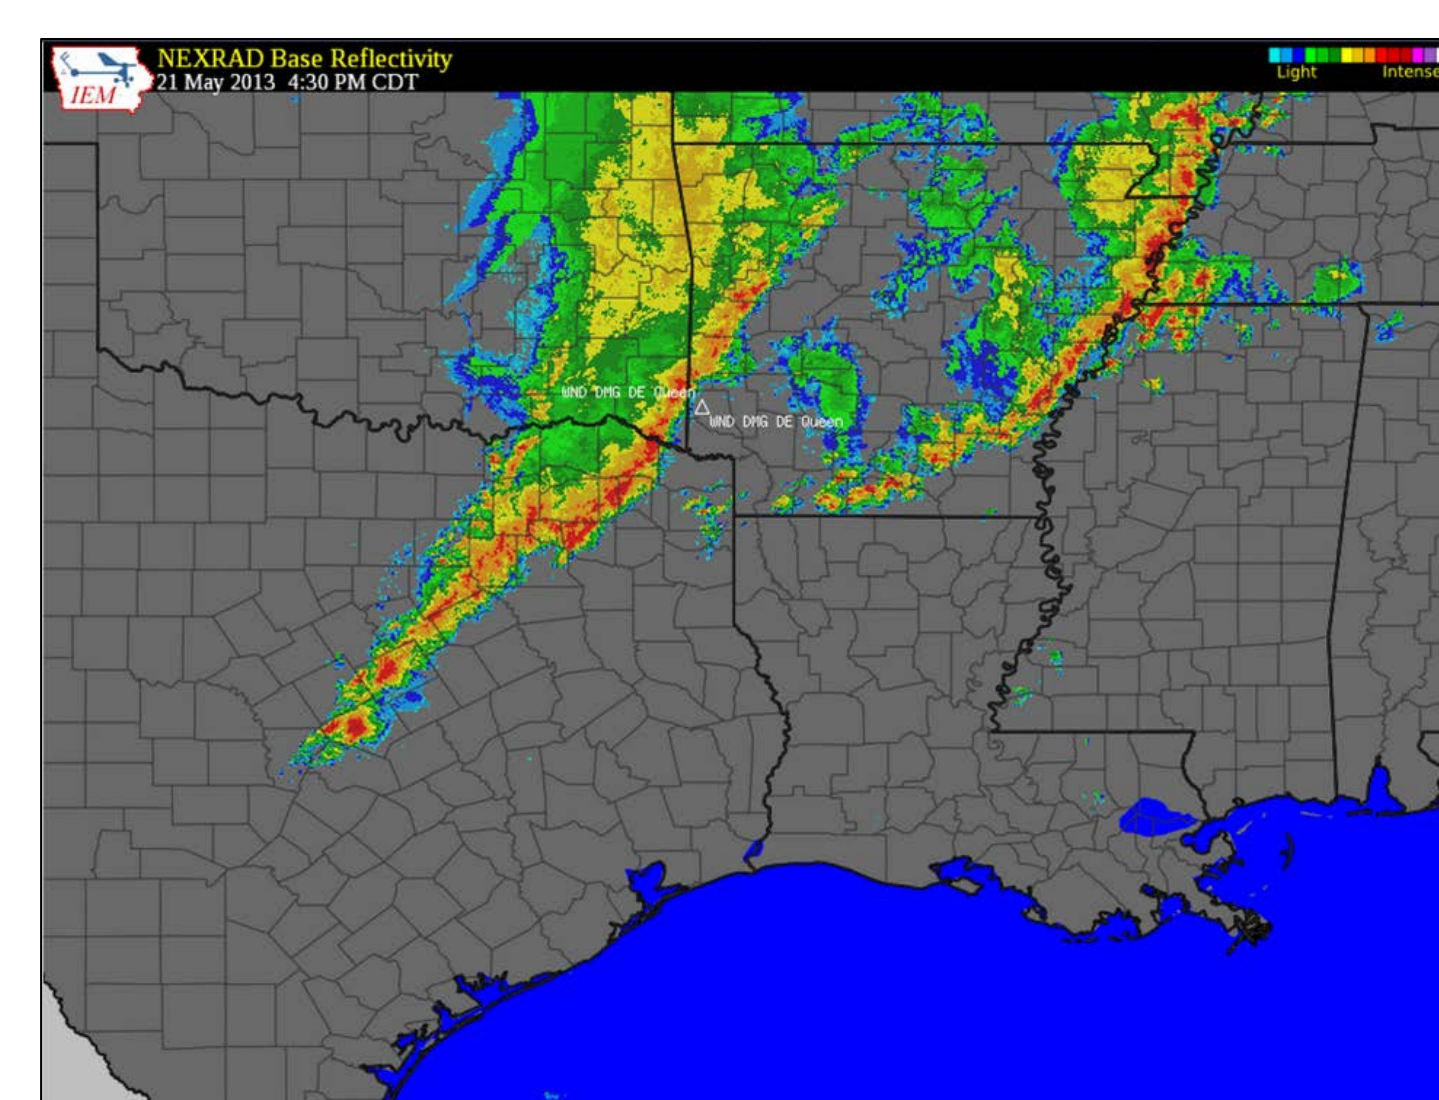 NEXRAD Base Reflectivity
21 May 2013 4:30 PM CDT
IEM
Light
Intense
WND DMG DE Queen
WND DMG DE Queen